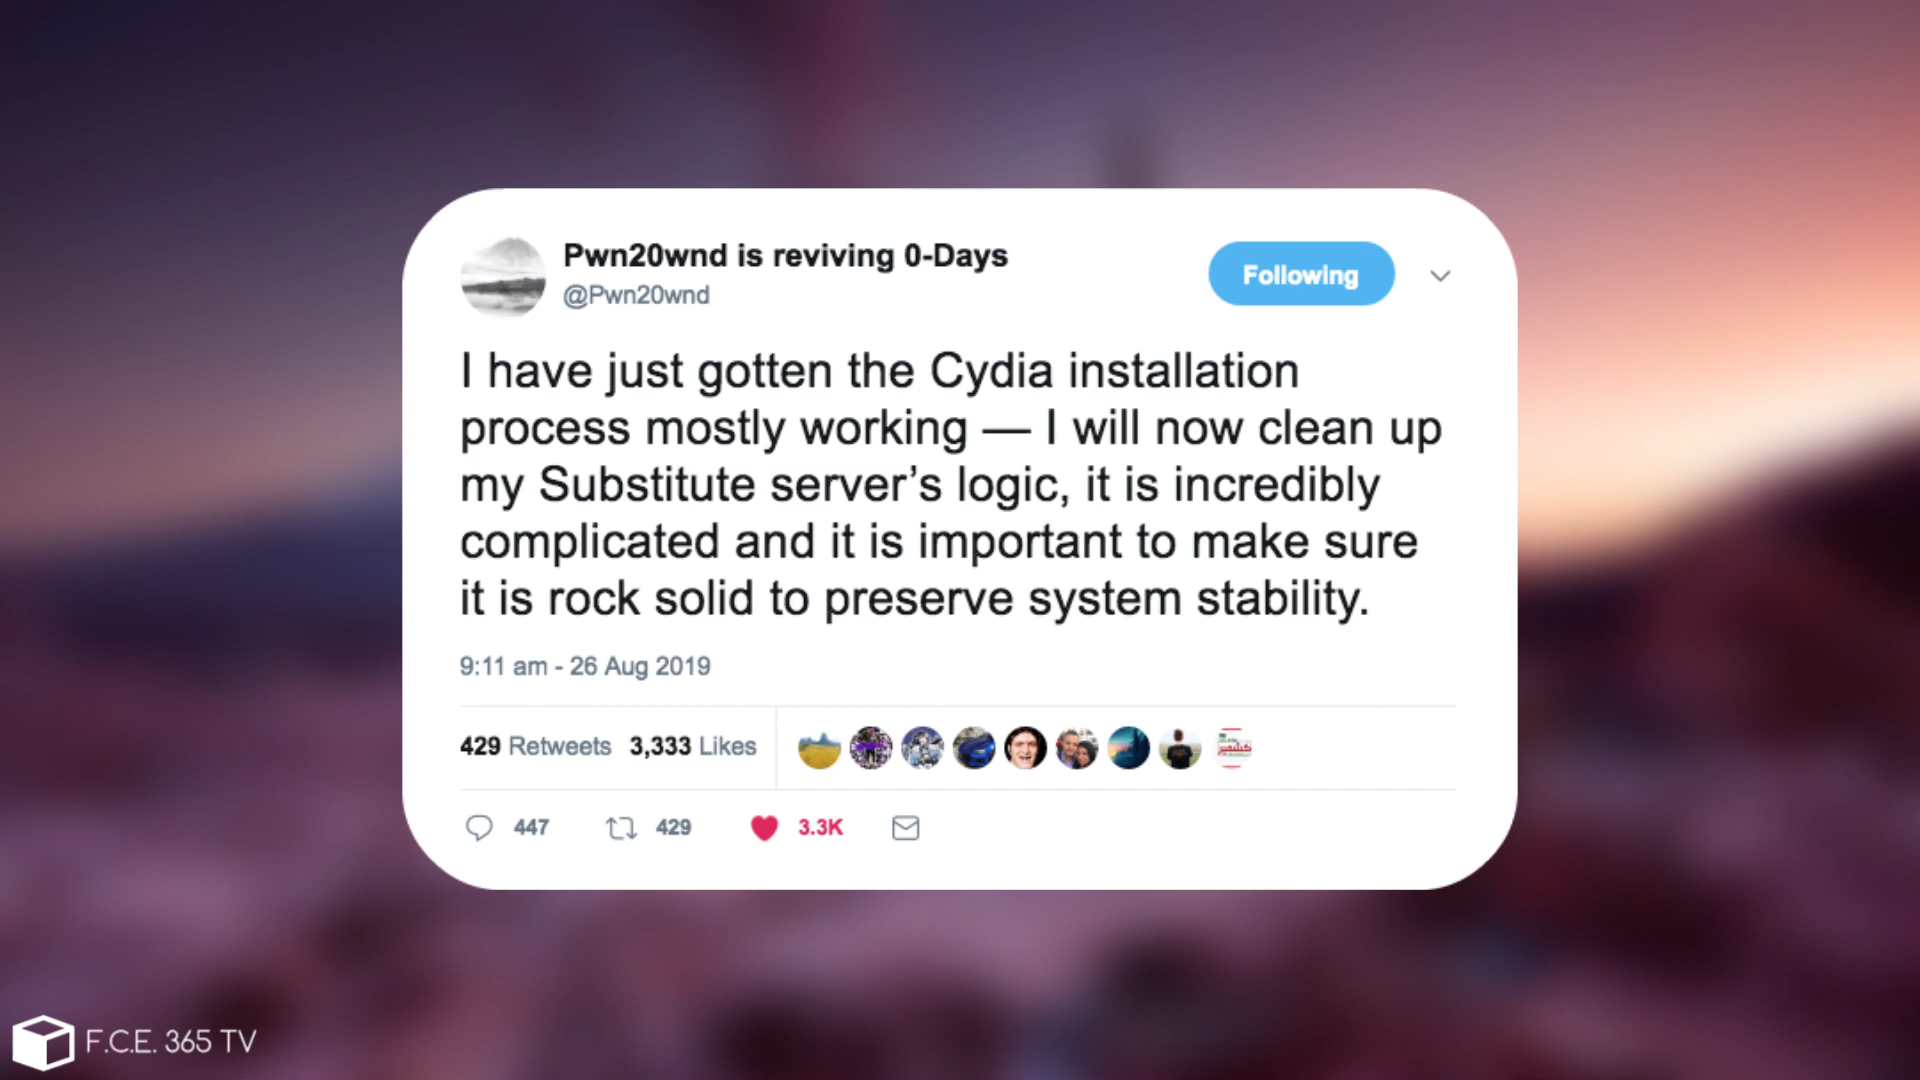 Pwn20wnd is reviving 0-Days
@Pwn20wnd
Following
I have just gotten the Cydia installation
process mostly working — I will now clean up
my Substitute server’s logic, it is incredibly
complicated and it is important to make sure
it is rock solid to preserve system stability.
9:11 am - 26 Aug 2019
429 Retweets 3,333 Likes
447 429 3.3K
F.C.E. 365 TV